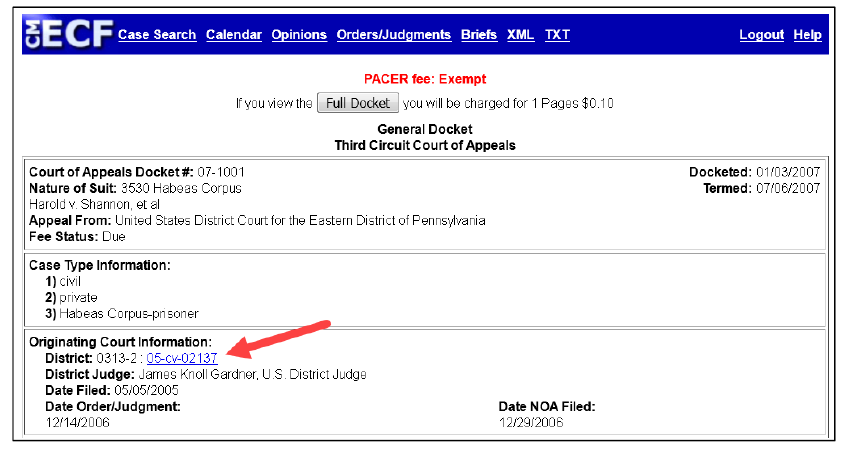 CM ECF Case Search Calendar Opinions Orders/Judgments Briefs XML TXT Logout Help
PACER fee: Exempt
If you view the Full Docket you will be charged for 1 Pages $0.10
General Docket
Third Circuit Court of Appeals
Court of Appeals Docket #: 07-1001 Docketed: 01/03/2007
Nature of Suit: 3530 Habeas Corpus Termed: 07/06/2007
Harold v. Shannon, et al
Appeal From: United States District Court for the Eastern District of Pennsylvania
Fee Status: Due
Case Type Information:
1) civil
2) private
3) Habeas Corpus-prisoner
Originating Court Information:
District: 0313-2 : 05-cv-02137
District Judge: James Knoll Gardner, U.S. District Judge
Date Filed: 05/05/2005
Date Order/Judgment: Date NOA Filed:
12/14/2006 12/29/2006